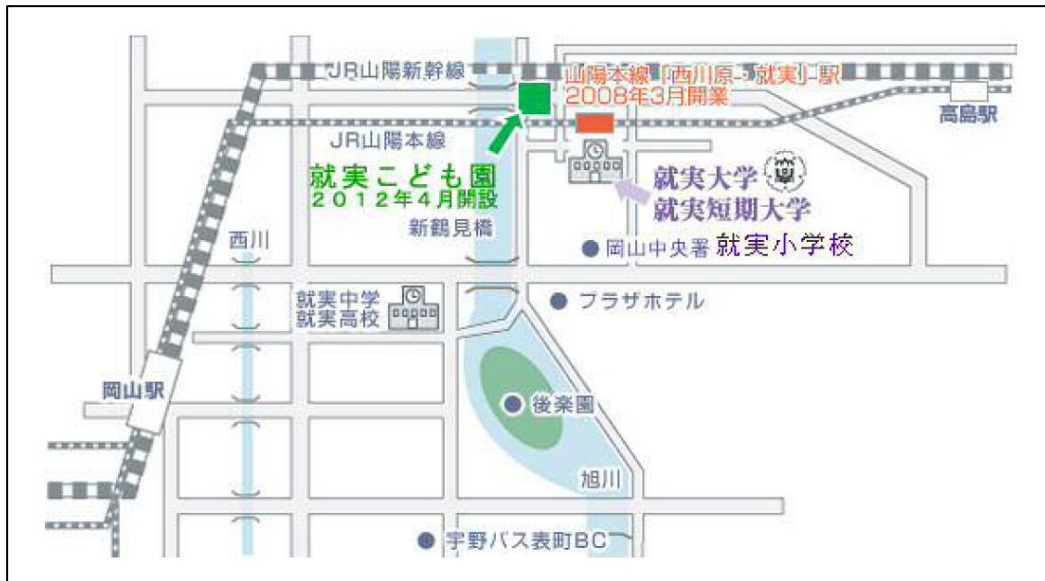 JR山陽新幹線
山陽本線「西川原・就実」駅
2008年3月開業
高島駅
JR山陽本線
就実こども園
2012年4月開設
就実大学
就実短期大学
新鶴見橋
西川
岡山中央署
就実小学校
就実中学
就実高校
プラザホテル
岡山駅
後楽園
旭川
宇野バス表町BC